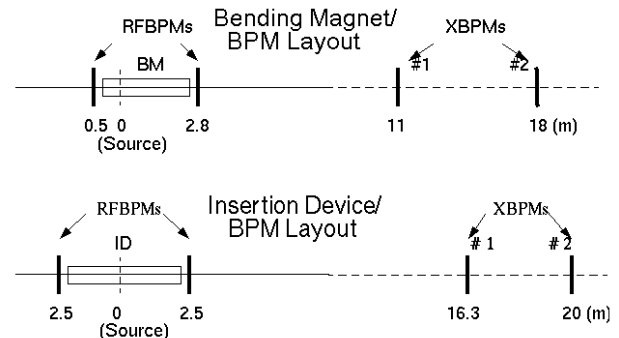 Bending Magnet/
BPM Layout
RFBPMs
XBPMs
BM
#1
#2
0.5 0 2.8 11 18 (m)
(Source)
Insertion Device/
BPM Layout
RFBPMs
XBPMs
ID
# 1
# 2
2.5 0 2.5 16.3 20 (m)
(Source)